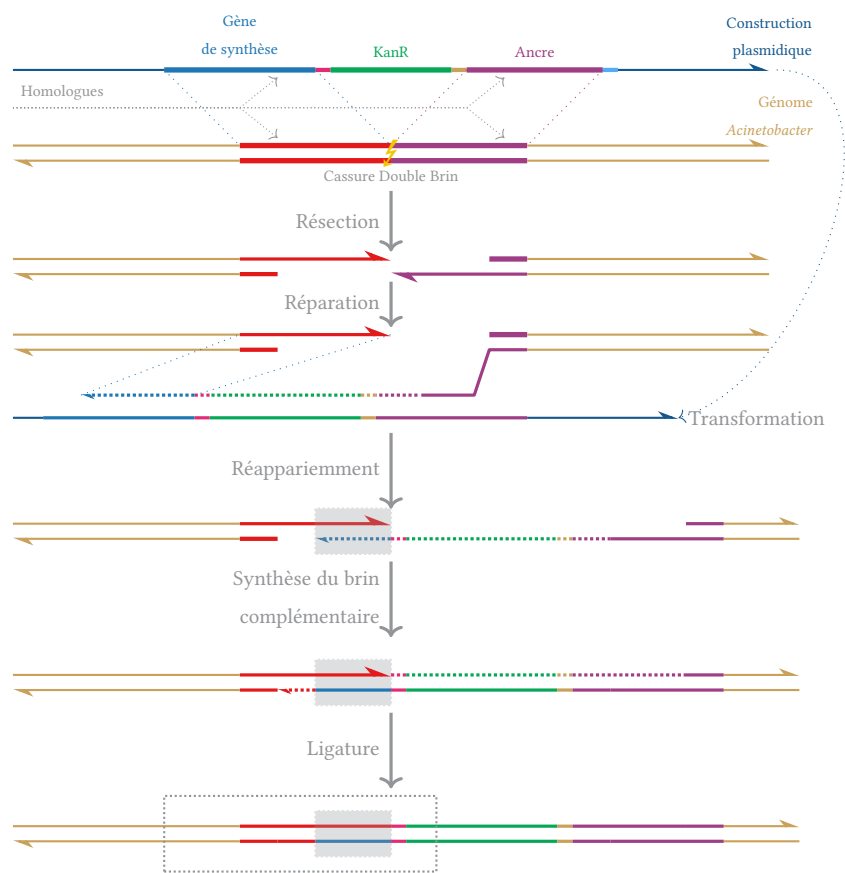 Gène
de synthèse
KanR
Ancre
Construction
plasmidique
Homologues
Génome
Acinetobacter
Cassure Double Brin
Résection
Réparation
Transformation
Réappariemment
Synthèse du brin
complémentaire
Ligature